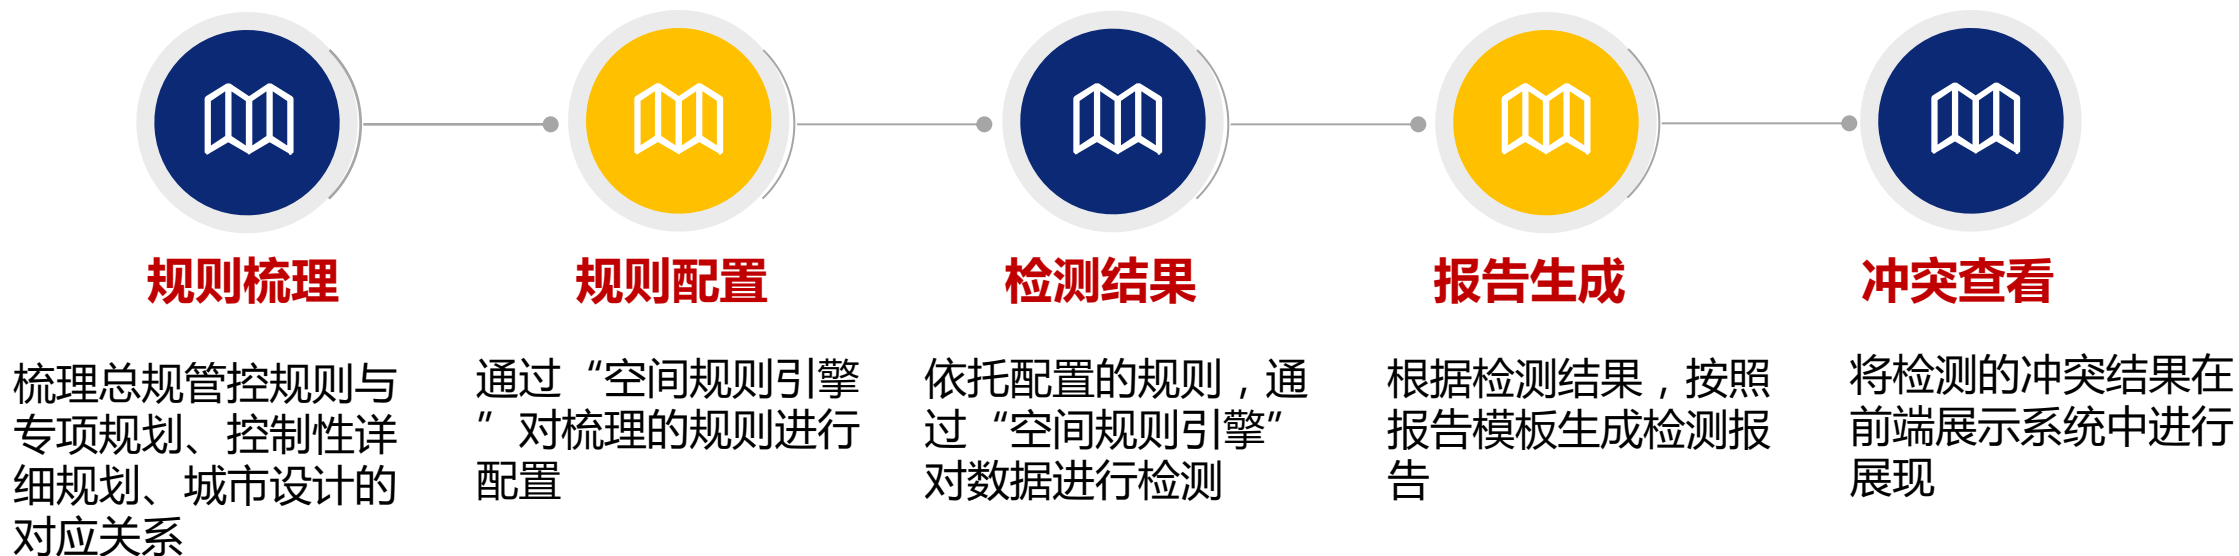 规则梳理
梳理总规管控规则与
专项规划、控制性详
细规划、城市设计的
对应关系
规则配置
通过“空间规则引擎
”对梳理的规则进行
配置
检测结果
依托配置的规则，通
过“空间规则引擎”
对数据进行检测
报告生成
根据检测结果，按照
报告模板生成检测报
告
冲突查看
将检测的冲突结果在
前端展示系统中进行
展现